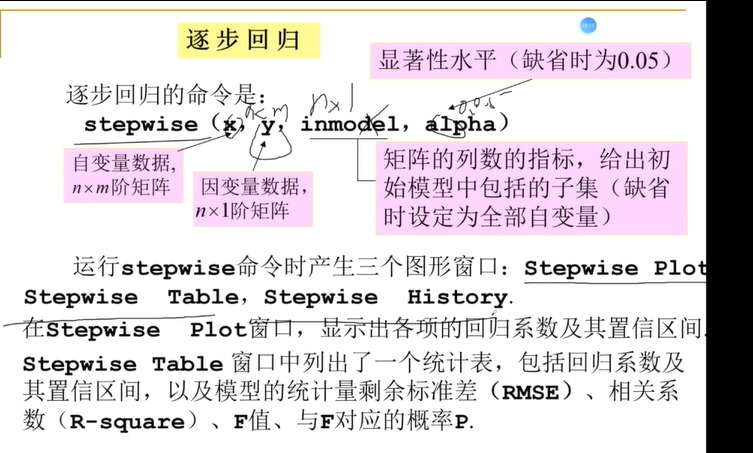 逐步回归
显著性水平（缺省时为0.05）
逐步回归的命令是：
n×m
n×1
0.05
stepwise（x，y，inmodel，alpha）
自变量数据,
n×m阶矩阵
因变量数据，
n×1阶矩阵
矩阵的列数的指标，给出初
始模型中包括的子集（缺省
时设定为全部自变量）
运行stepwise命令时产生三个图形窗口：Stepwise Plot
Stepwise Table，Stepwise History.
在Stepwise Plot窗口，显示出各项的回归系数及其置信区间.
Stepwise Table 窗口中列出了一个统计表，包括回归系数及
其置信区间，以及模型的统计量剩余标准差（RMSE）、相关系
数（R-square）、F值、与F对应的概率P.